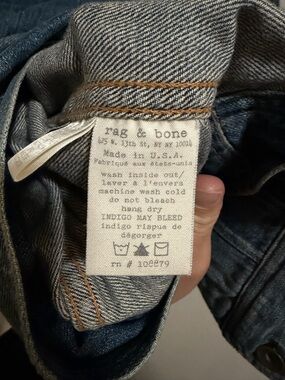 rag & bone
425 W. 13th St, NY NY 10014
Made in U.S.A.
Fabriqué aux états-unis
wash inside out/
laver à l'envers
machine wash cold
do not bleach
hang dry
INDIGO MAY BLEED
indigo risque de
dégorger
rn # 108879